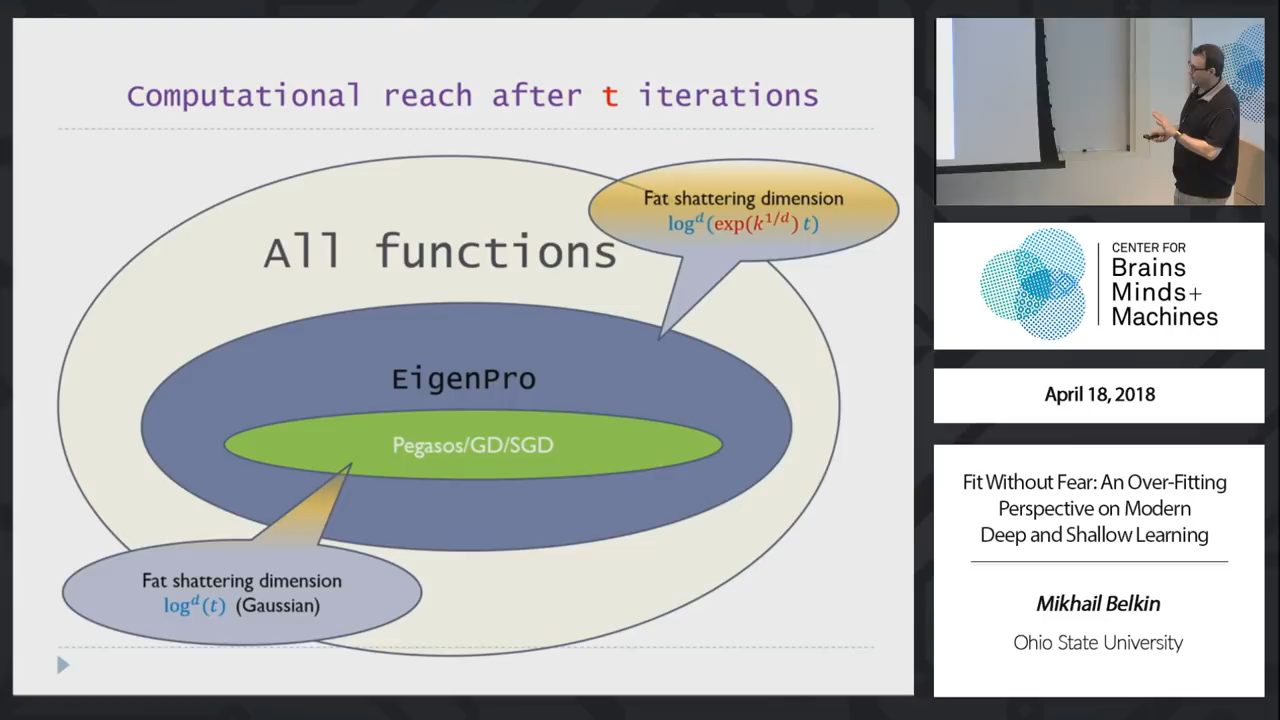 Computational reach after t iterations
Fat shattering dimension
log^d(exp(k^{1/d}) t)
All functions
EigenPro
Pegasos/GD/SGD
Fat shattering dimension
log^d(t) (Gaussian)
CENTER FOR
Brains
Minds+
Machines
April 18, 2018
Fit Without Fear: An Over-Fitting
Perspective on Modern
Deep and Shallow Learning
Mikhail Belkin
Ohio State University